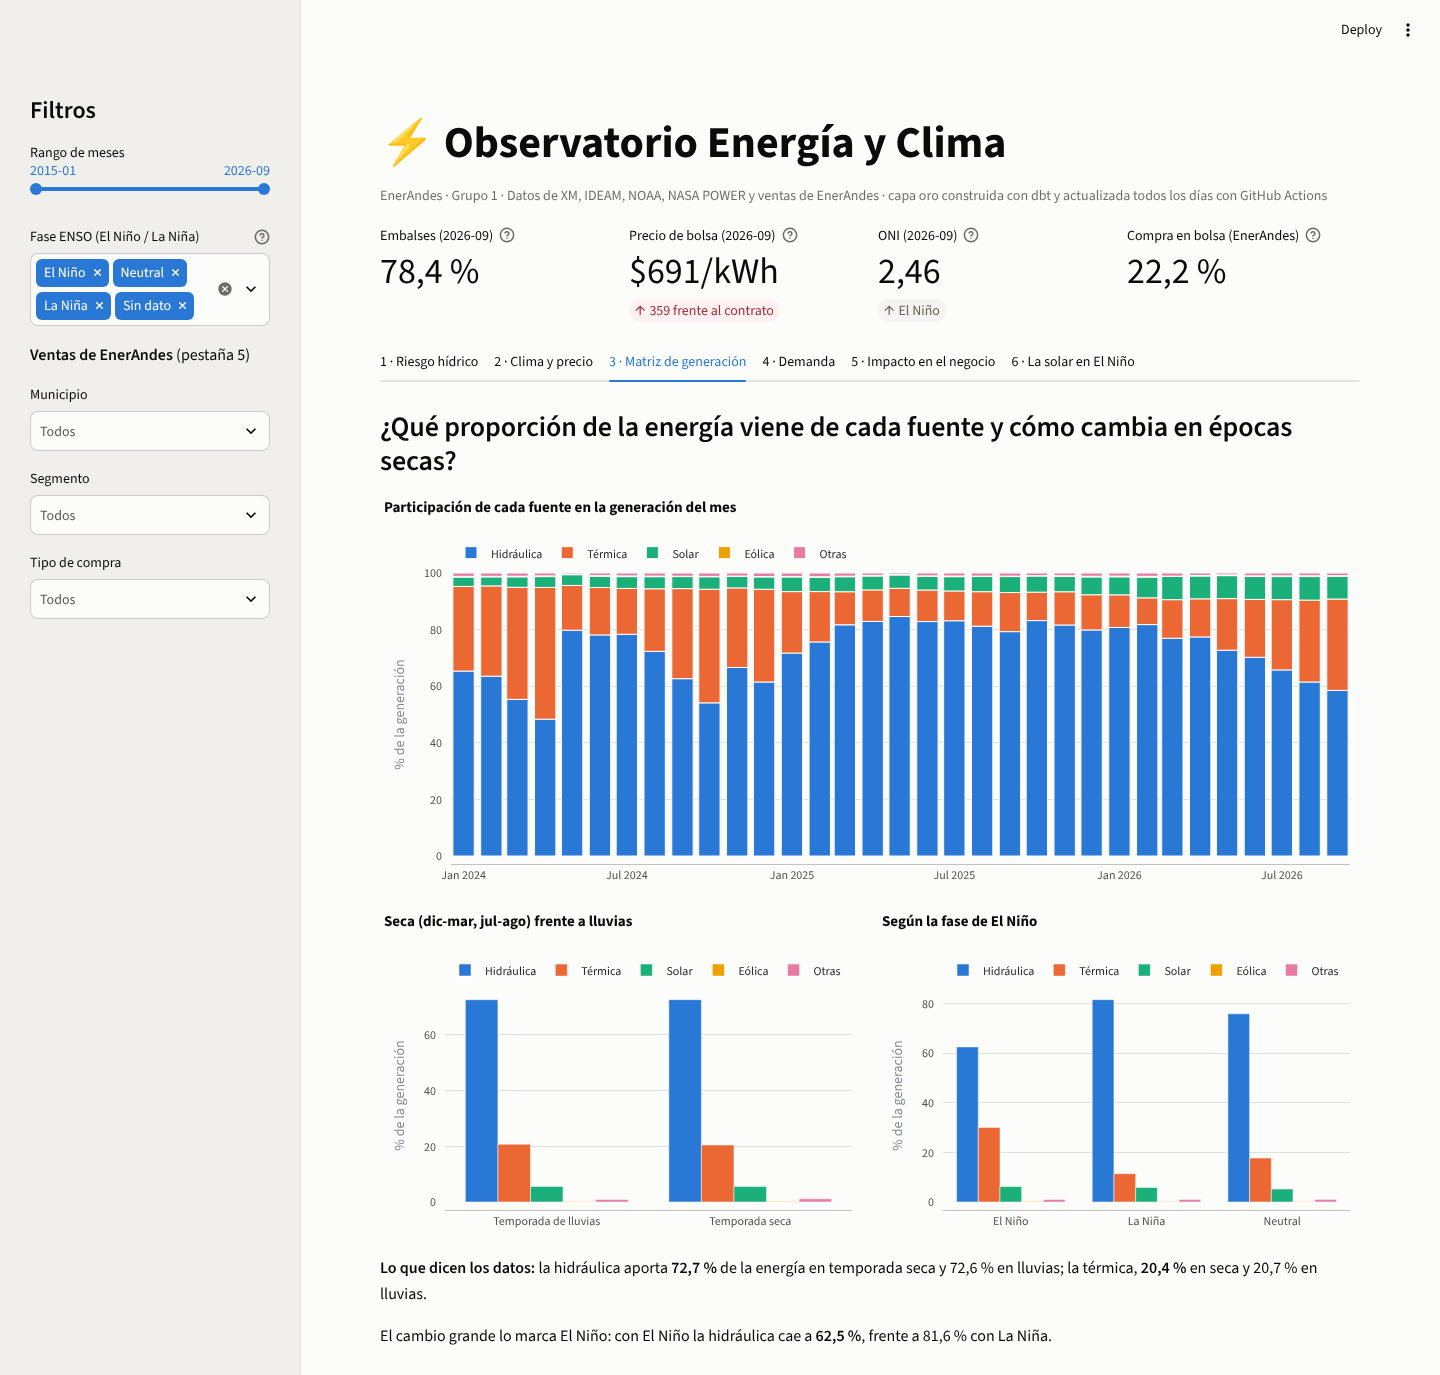 Deploy
Filtros
Rango de meses
2015-01 2026-09
Fase ENSO (El Niño / La Niña)
El Niño Neutral
La Niña Sin dato
Ventas de EnerAndes (pestaña 5)
Municipio
Todos
Segmento
Todos
Tipo de compra
Todos
⚡ Observatorio Energía y Clima
EnerAndes · Grupo 1 · Datos de XM, IDEAM, NOAA, NASA POWER y ventas de EnerAndes · capa oro construida con dbt y actualizada todos los días con GitHub Actions
Embalses (2026-09) Precio de bolsa (2026-09) ONI (2026-09) Compra en bolsa (EnerAndes)
78,4 % $691/kWh 2,46 22,2 %
↑ 359 frente al contrato ↑ El Niño
1 · Riesgo hídrico 2 · Clima y precio 3 · Matriz de generación 4 · Demanda 5 · Impacto en el negocio 6 · La solar en El Niño
¿Qué proporción de la energía viene de cada fuente y cómo cambia en épocas
secas?
Participación de cada fuente en la generación del mes
Hidráulica Térmica Solar Eólica Otras
% de la generación
100
80
60
40
20
0
Jan 2024 Jul 2024 Jan 2025 Jul 2025 Jan 2026 Jul 2026
Seca (dic-mar, jul-ago) frente a lluvias
Hidráulica Térmica Solar Eólica Otras
% de la generación
60
40
20
0
Temporada de lluvias Temporada seca
Según la fase de El Niño
Hidráulica Térmica Solar Eólica Otras
% de la generación
80
60
40
20
0
El Niño La Niña Neutral
Lo que dicen los datos: la hidráulica aporta 72,7 % de la energía en temporada seca y 72,6 % en lluvias; la térmica, 20,4 % en seca y 20,7 % en
lluvias.
El cambio grande lo marca El Niño: con El Niño la hidráulica cae a 62,5 %, frente a 81,6 % con La Niña.